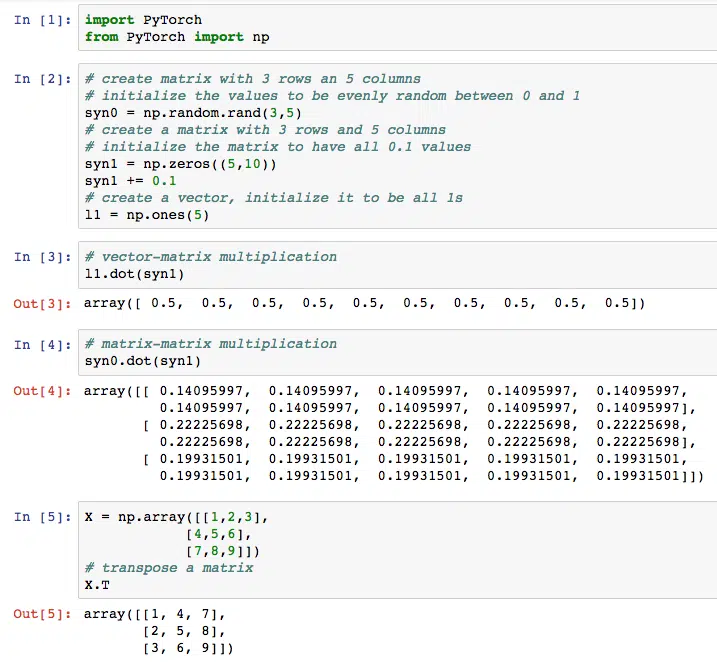 In [1]: import PyTorch
from PyTorch import np
In [2]: # create matrix with 3 rows an 5 columns
# initialize the values to be evenly random between 0 and 1
syn0 = np.random.rand(3,5)
# create a matrix with 3 rows and 5 columns
# initialize the matrix to have all 0.1 values
syn1 = np.zeros((5,10))
syn1 += 0.1
# create a vector, initialize it to be all 1s
l1 = np.ones(5)
In [3]: # vector-matrix multiplication
l1.dot(syn1)
Out[3]: array([ 0.5,  0.5,  0.5,  0.5,  0.5,  0.5,  0.5,  0.5,  0.5,  0.5])
In [4]: # matrix-matrix multiplication
syn0.dot(syn1)
Out[4]: array([[ 0.14095997,  0.14095997,  0.14095997,  0.14095997,  0.14095997,
0.14095997,  0.14095997,  0.14095997,  0.14095997,  0.14095997],
[ 0.22225698,  0.22225698,  0.22225698,  0.22225698,  0.22225698,
0.22225698,  0.22225698,  0.22225698,  0.22225698,  0.22225698],
[ 0.19931501,  0.19931501,  0.19931501,  0.19931501,  0.19931501,
0.19931501,  0.19931501,  0.19931501,  0.19931501,  0.19931501]])
In [5]: X = np.array([[1,2,3],
[4,5,6],
[7,8,9]])
# transpose a matrix
X.T
Out[5]: array([[1, 4, 7],
[2, 5, 8],
[3, 6, 9]])